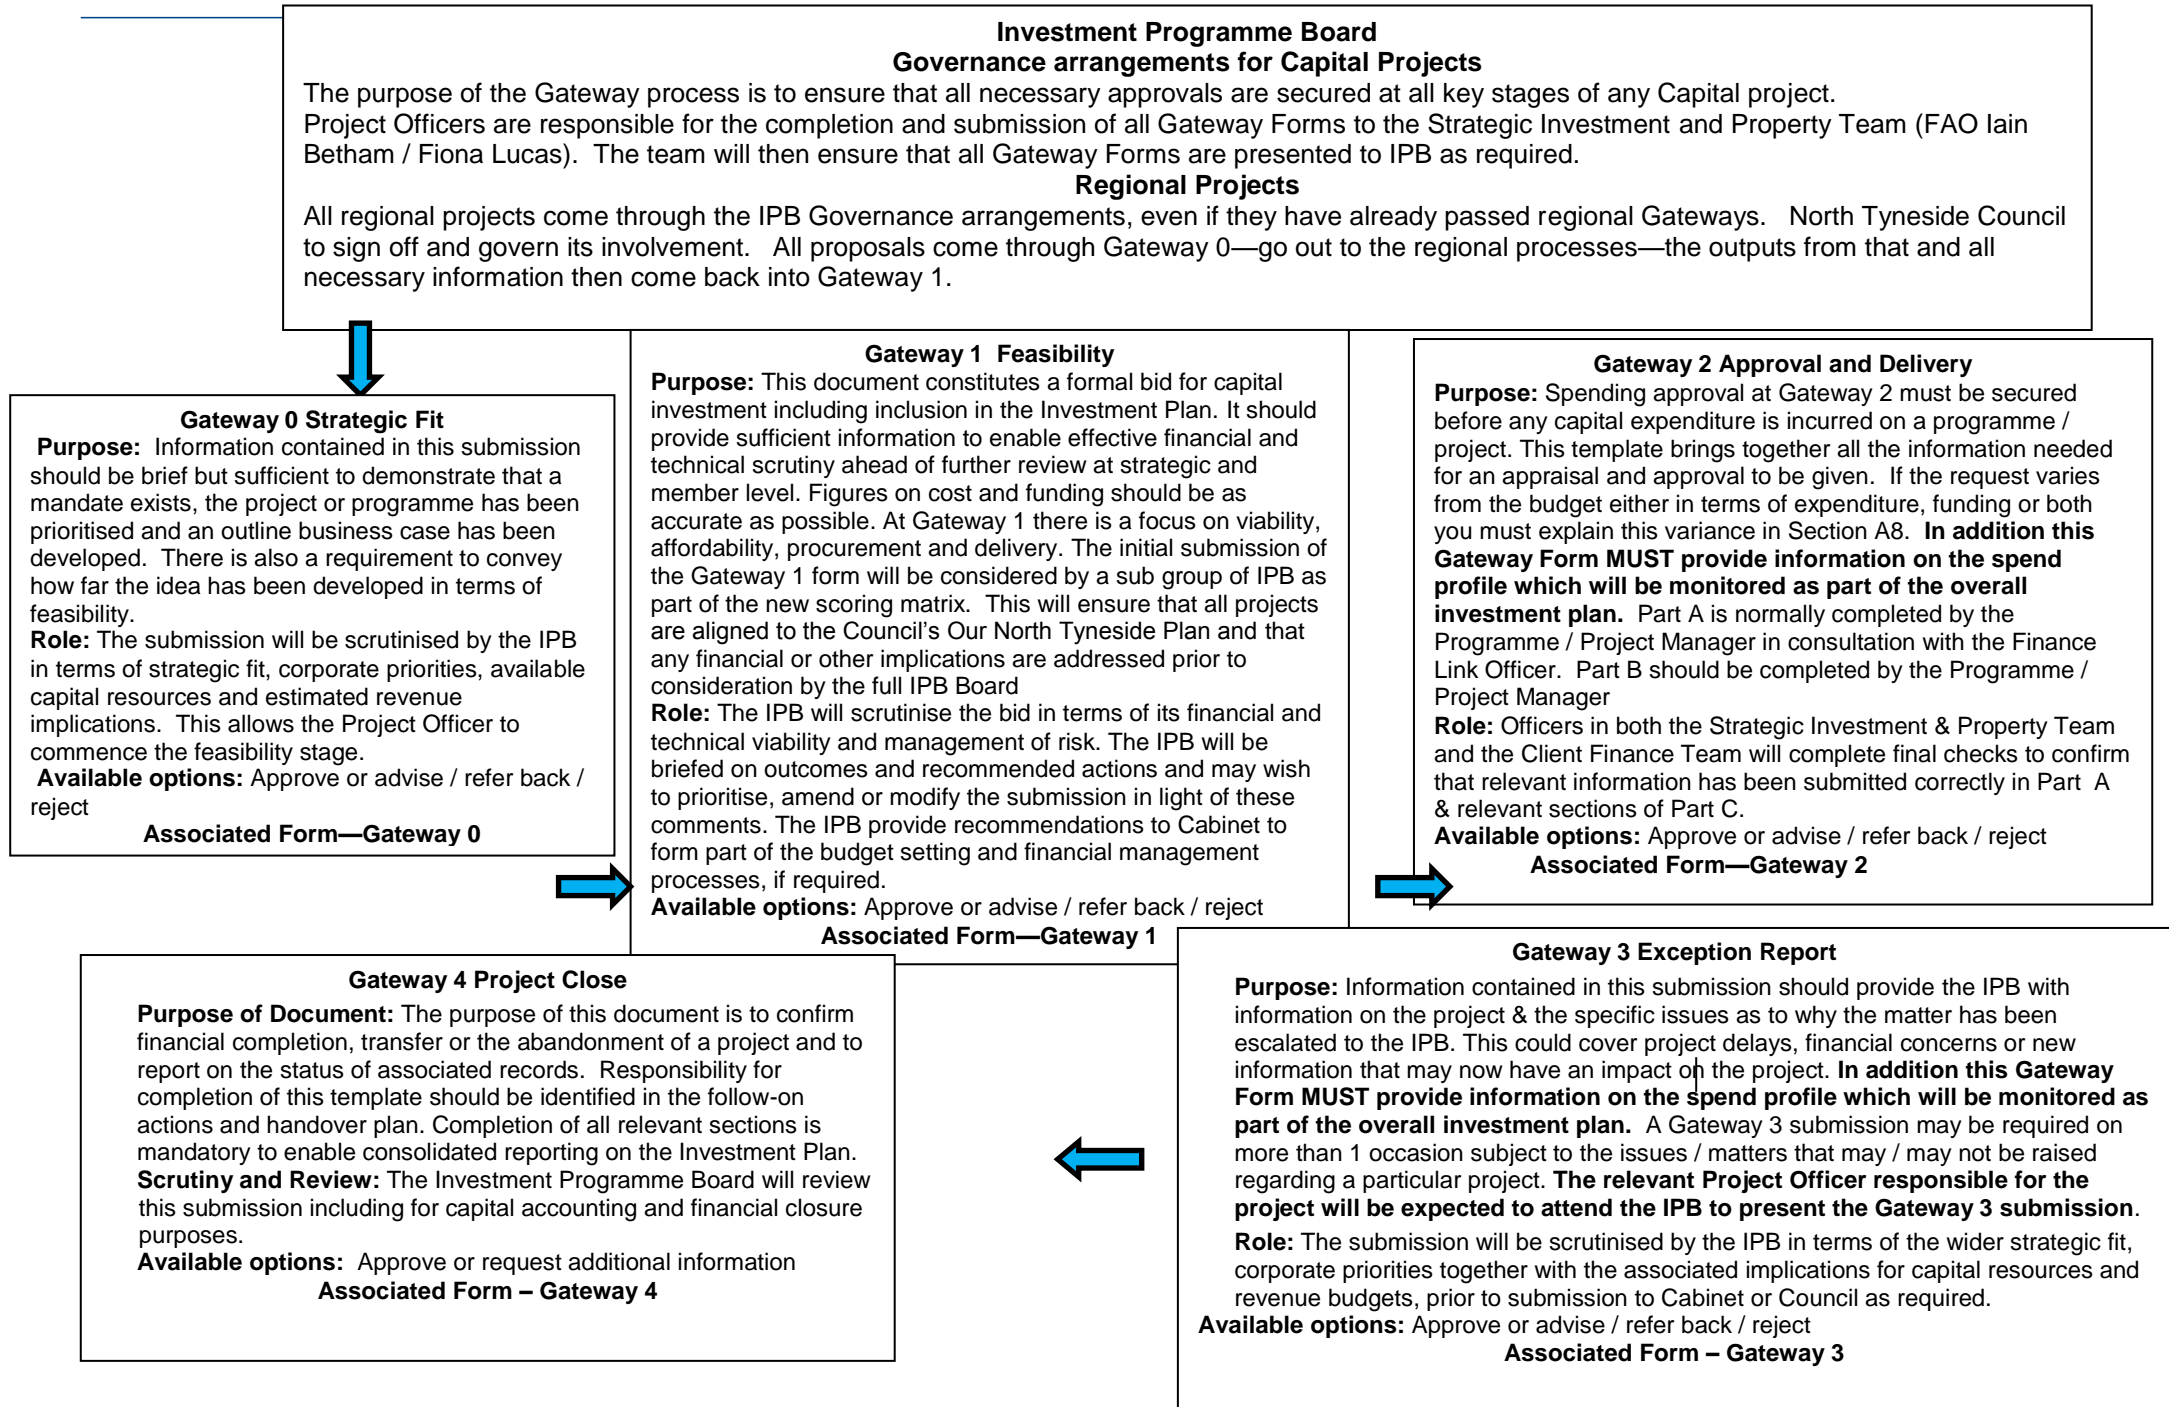 Investment Programme Board
Governance arrangements for Capital Projects
The purpose of the Gateway process is to ensure that all necessary approvals are secured at all key stages of any Capital project.
Project Officers are responsible for the completion and submission of all Gateway Forms to the Strategic Investment and Property Team (FAO Iain
Betham / Fiona Lucas). The team will then ensure that all Gateway Forms are presented to IPB as required.
Regional Projects
All regional projects come through the IPB Governance arrangements, even if they have already passed regional Gateways. North Tyneside Council
to sign off and govern its involvement. All proposals come through Gateway 0—go out to the regional processes—the outputs from that and all
necessary information then come back into Gateway 1.
Gateway 0 Strategic Fit
Purpose: Information contained in this submission
should be brief but sufficient to demonstrate that a
mandate exists, the project or programme has been
prioritised and an outline business case has been
developed. There is also a requirement to convey
how far the idea has been developed in terms of
feasibility.
Role: The submission will be scrutinised by the IPB
in terms of strategic fit, corporate priorities, available
capital resources and estimated revenue
implications. This allows the Project Officer to
commence the feasibility stage.
Available options: Approve or advise / refer back /
reject
Associated Form—Gateway 0
Gateway 1 Feasibility
Purpose: This document constitutes a formal bid for capital
investment including inclusion in the Investment Plan. It should
provide sufficient information to enable effective financial and
technical scrutiny ahead of further review at strategic and
member level. Figures on cost and funding should be as
accurate as possible. At Gateway 1 there is a focus on viability,
affordability, procurement and delivery. The initial submission of
the Gateway 1 form will be considered by a sub group of IPB as
part of the new scoring matrix. This will ensure that all projects
are aligned to the Council's Our North Tyneside Plan and that
any financial or other implications are addressed prior to
consideration by the full IPB Board
Role: The IPB will scrutinise the bid in terms of its financial and
technical viability and management of risk. The IPB will be
briefed on outcomes and recommended actions and may wish
to prioritise, amend or modify the submission in light of these
comments. The IPB provide recommendations to Cabinet to
form part of the budget setting and financial management
processes, if required.
Available options: Approve or advise / refer back / reject
Associated Form—Gateway 1
Gateway 2 Approval and Delivery
Purpose: Spending approval at Gateway 2 must be secured
before any capital expenditure is incurred on a programme /
project. This template brings together all the information needed
for an appraisal and approval to be given. If the request varies
from the budget either in terms of expenditure, funding or both
you must explain this variance in Section A8. In addition this
Gateway Form MUST provide information on the spend
profile which will be monitored as part of the overall
investment plan. Part A is normally completed by the
Programme / Project Manager in consultation with the Finance
Link Officer. Part B should be completed by the Programme /
Project Manager
Role: Officers in both the Strategic Investment & Property Team
and the Client Finance Team will complete final checks to confirm
that relevant information has been submitted correctly in Part A
& relevant sections of Part C.
Available options: Approve or advise / refer back / reject
Associated Form—Gateway 2
Gateway 3 Exception Report
Purpose: Information contained in this submission should provide the IPB with
information on the project & the specific issues as to why the matter has been
escalated to the IPB. This could cover project delays, financial concerns or new
information that may now have an impact on the project. In addition this Gateway
Form MUST provide information on the spend profile which will be monitored as
part of the overall investment plan. A Gateway 3 submission may be required on
more than 1 occasion subject to the issues / matters that may / may not be raised
regarding a particular project. The relevant Project Officer responsible for the
project will be expected to attend the IPB to present the Gateway 3 submission.
Role: The submission will be scrutinised by the IPB in terms of the wider strategic fit,
corporate priorities together with the associated implications for capital resources and
revenue budgets, prior to submission to Cabinet or Council as required.
Available options: Approve or advise / refer back / reject
Associated Form – Gateway 3
Gateway 4 Project Close
Purpose of Document: The purpose of this document is to confirm
financial completion, transfer or the abandonment of a project and to
report on the status of associated records. Responsibility for
completion of this template should be identified in the follow-on
actions and handover plan. Completion of all relevant sections is
mandatory to enable consolidated reporting on the Investment Plan.
Scrutiny and Review: The Investment Programme Board will review
this submission including for capital accounting and financial closure
purposes.
Available options: Approve or request additional information
Associated Form – Gateway 4